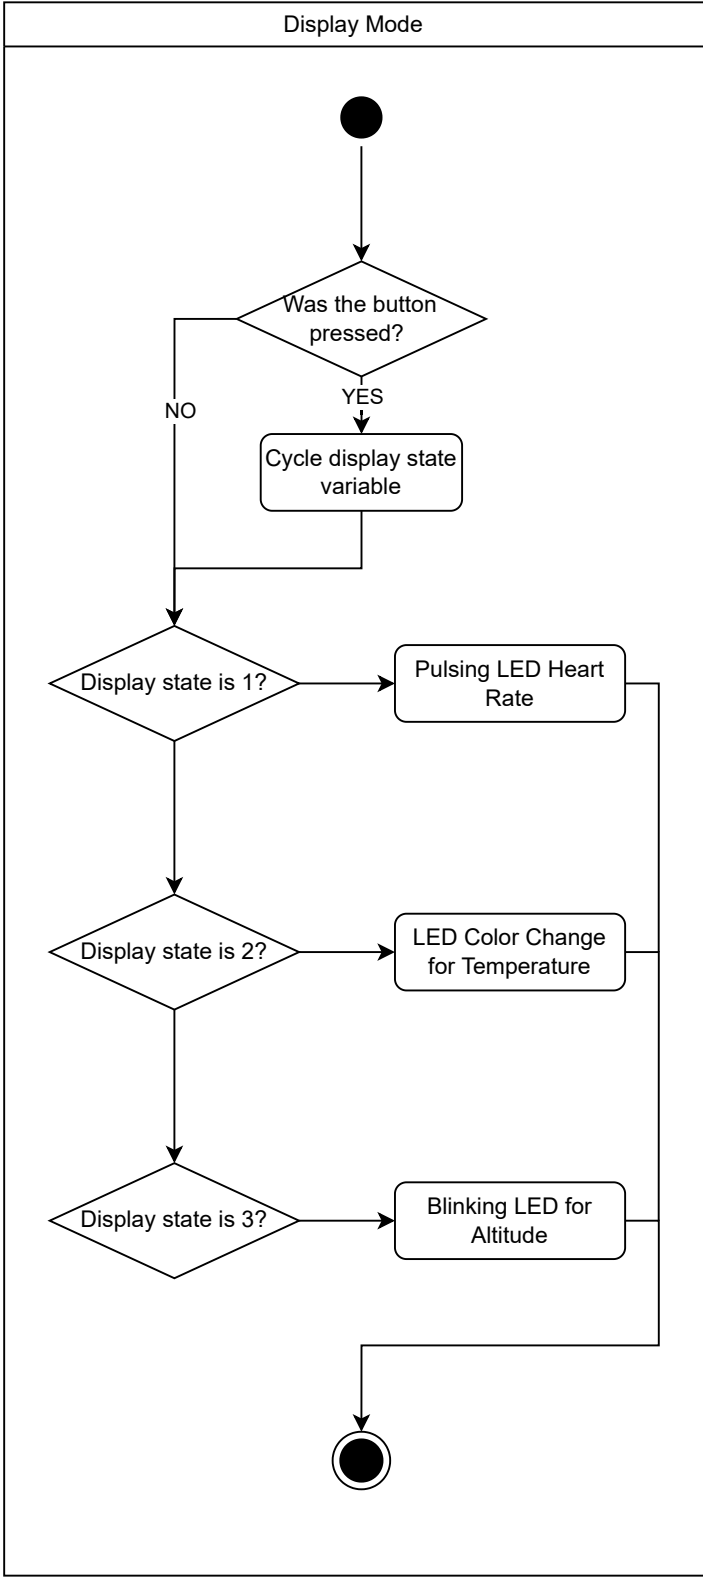 Display Mode
Was the button
pressed?
YES
NO
Cycle display state
variable
Display state is 1?
Pulsing LED Heart
Rate
Display state is 2?
LED Color Change
for Temperature
Display state is 3?
Blinking LED for
Altitude